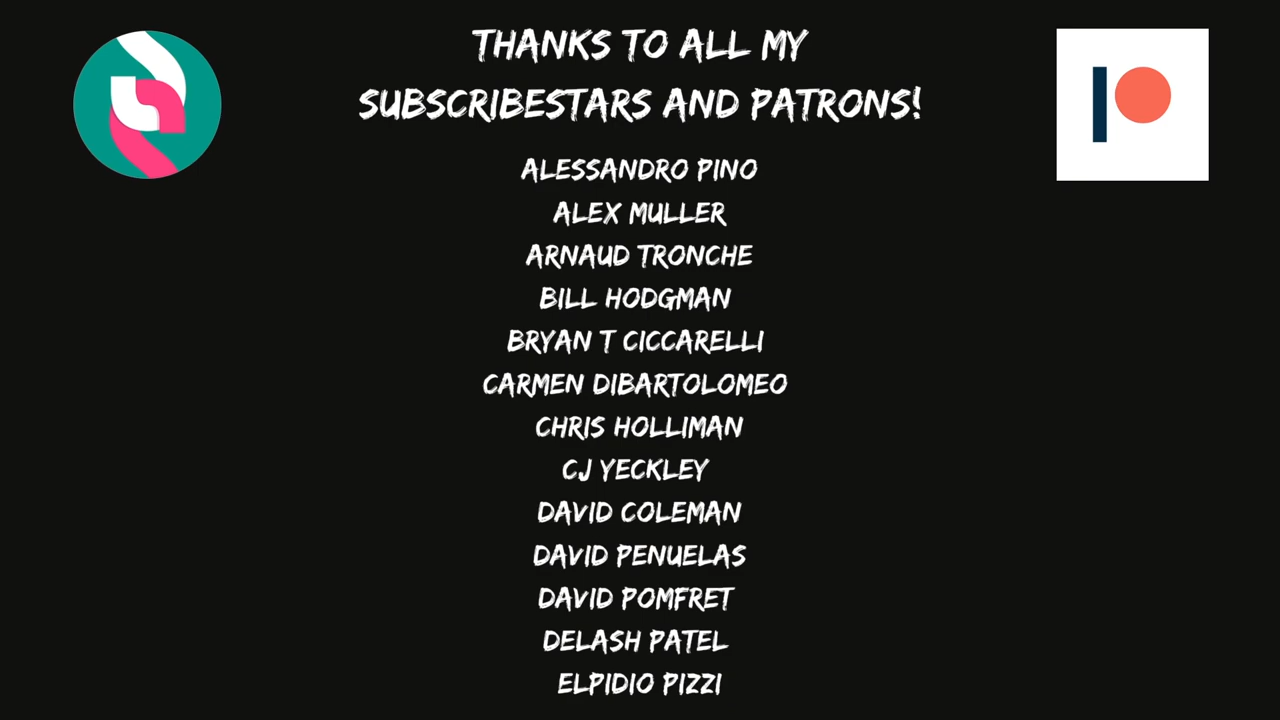 THANKS TO ALL MY
SUBSCRIBESTARS AND PATRONS!
ALESSANDRO PINO
ALEX MULLER
ARNAUD TRONCHE
BILL HODGMAN
BRYAN T CICCARELLI
CARMEN DIBARTOLOMEO
CHRIS HOLLIMAN
CJ YECKLEY
DAVID COLEMAN
DAVID PENUELAS
DAVID POMFRET
DELASH PATEL
ELPIDIO PIZZI